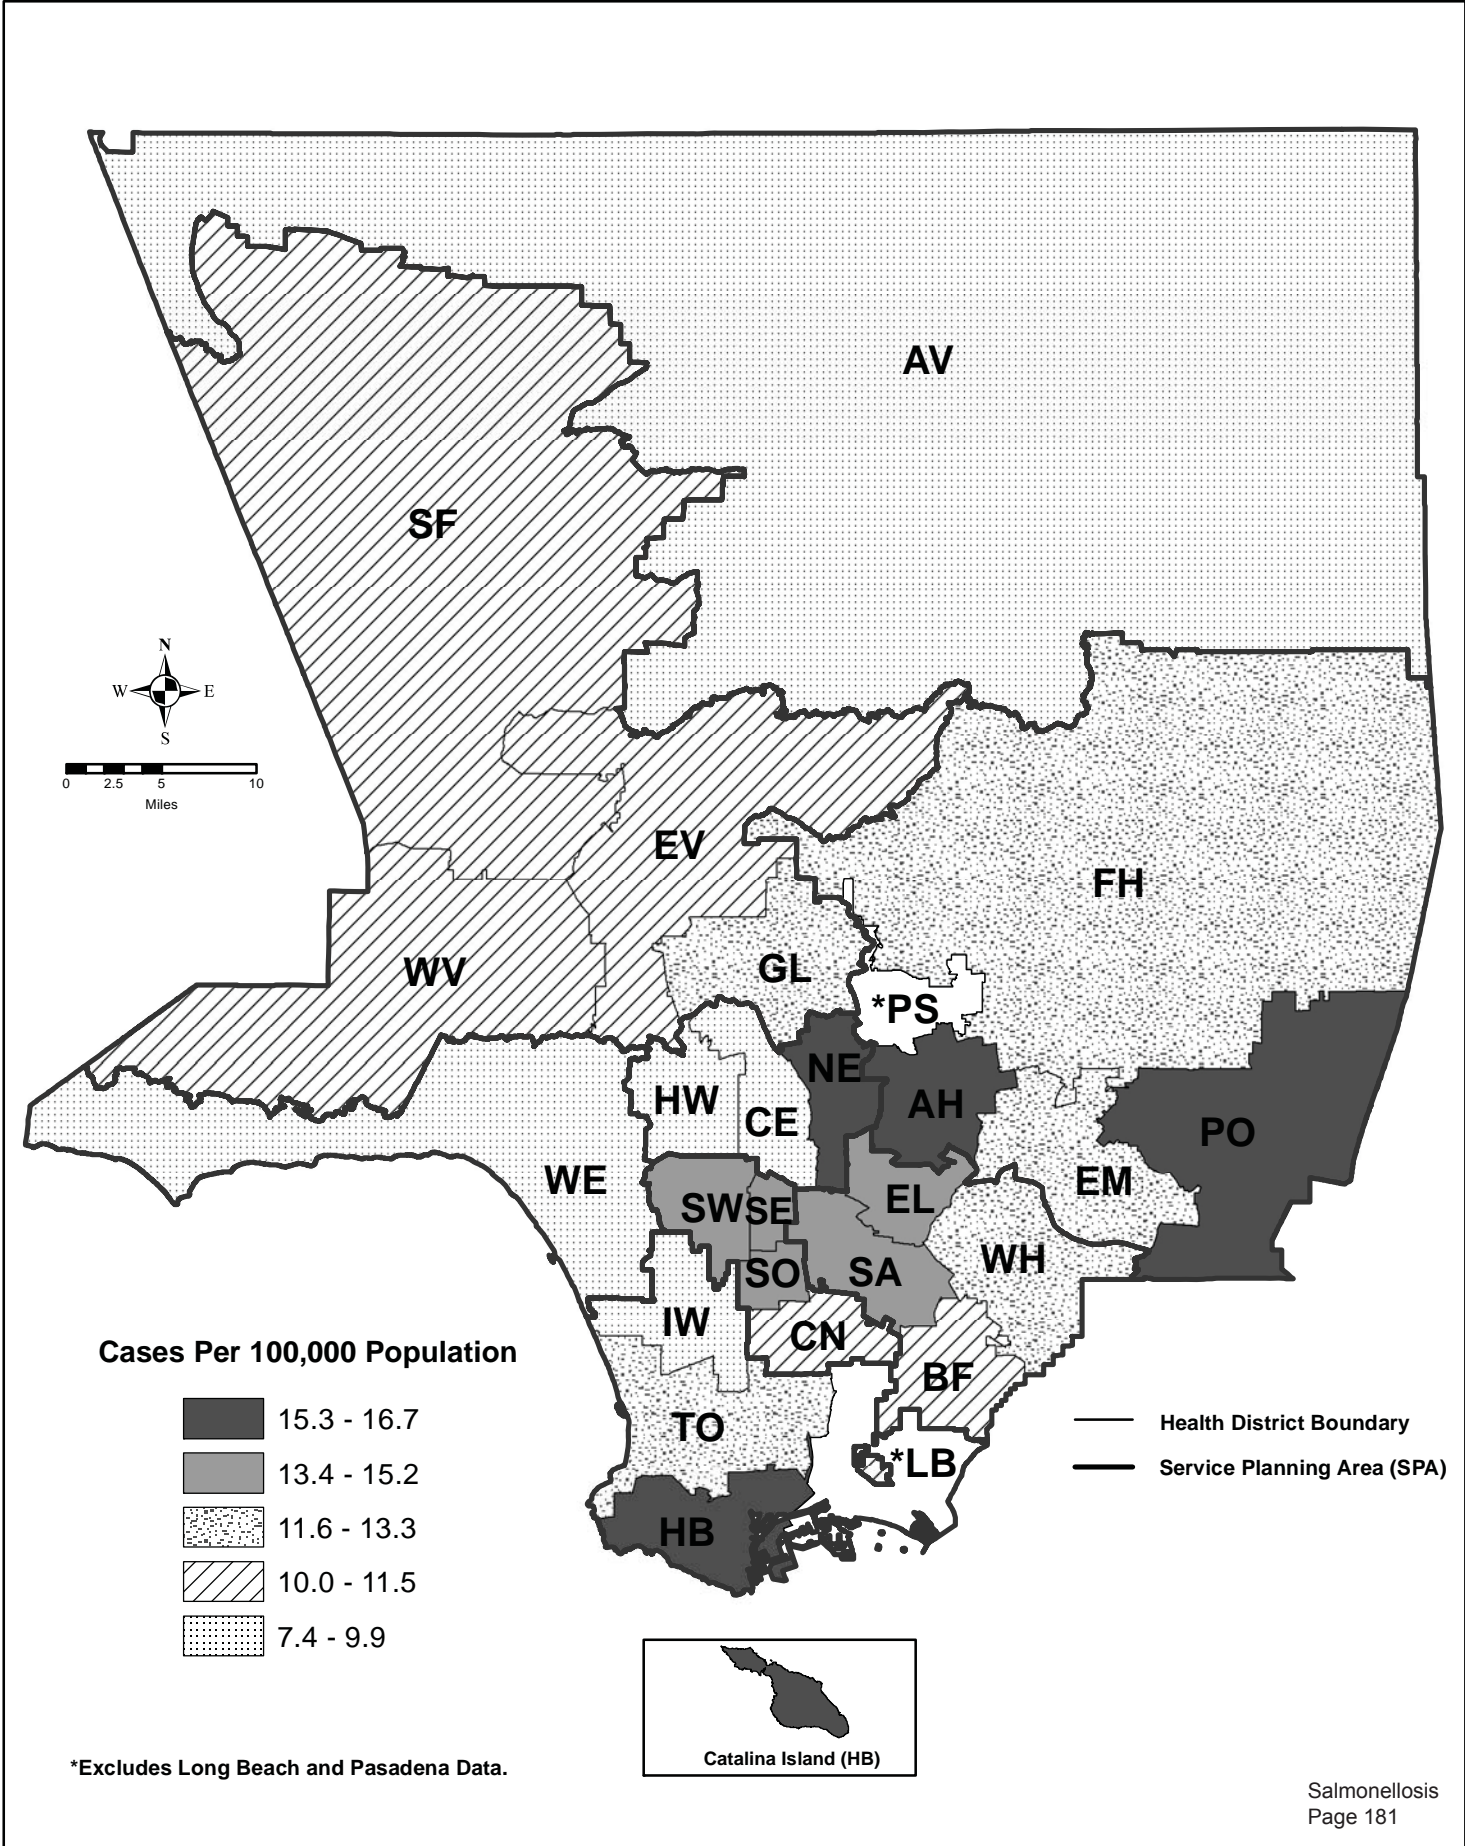 AV
SF
N
W E
S
0 2.5 5 10
Miles
EV
FH
GL
WV
*PS
NE
HW
AH
CE
PO
WE
EM
SW
SE
EL
WH
SO
SA
IW
CN
BF
TO
*LB
HB
Cases Per 100,000 Population
15.3 - 16.7
13.4 - 15.2
11.6 - 13.3
10.0 - 11.5
7.4 - 9.9
Health District Boundary
Service Planning Area (SPA)
Catalina Island (HB)
*Excludes Long Beach and Pasadena Data.
Salmonellosis
Page 181